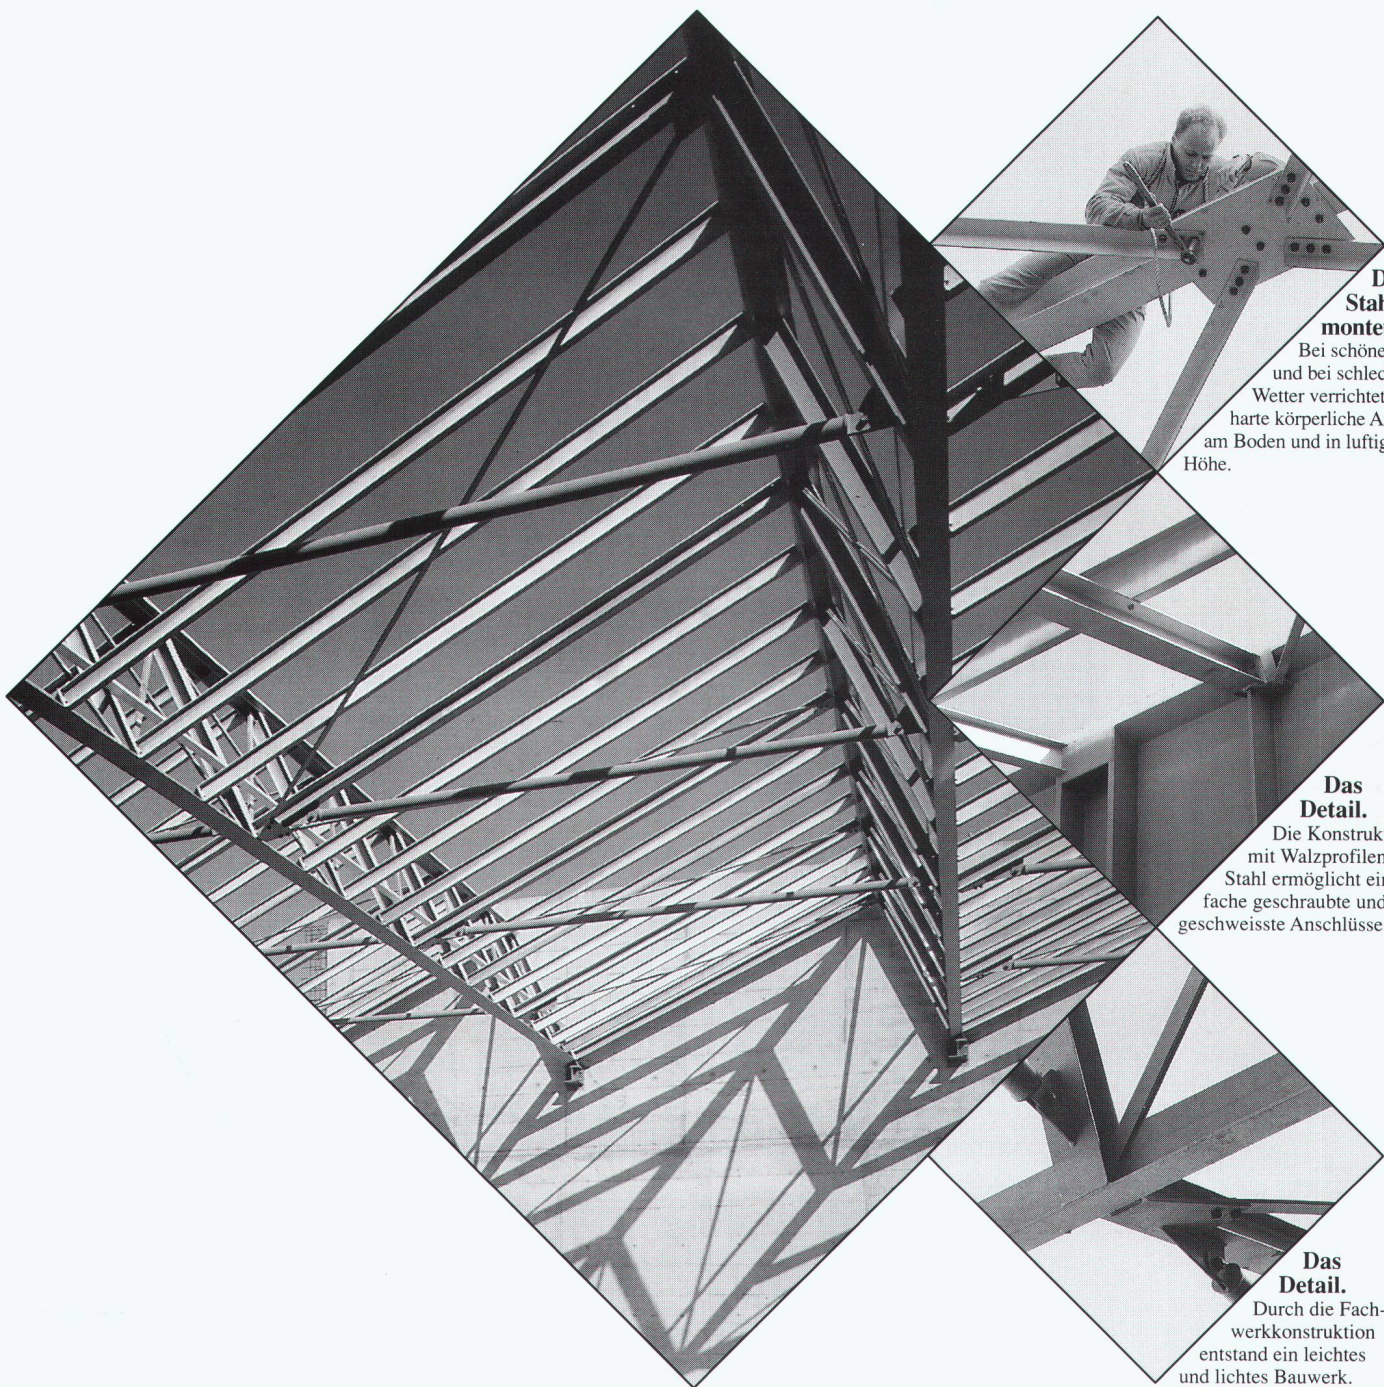 Bei schöne
und bei schlec
Wetter verrichtet
harte körperliche A
am Boden und in luftig
Höhe.
Das
Detail.
Die Konstruk
mit Walzprofilen
Stahl ermöglicht ein
fache geschraubte und
geschweisste Anschlüsse
Das
Detail.
Durch die Fach-
werkkonstruktion
entstand ein leichtes
und lichtes Bauwerk.